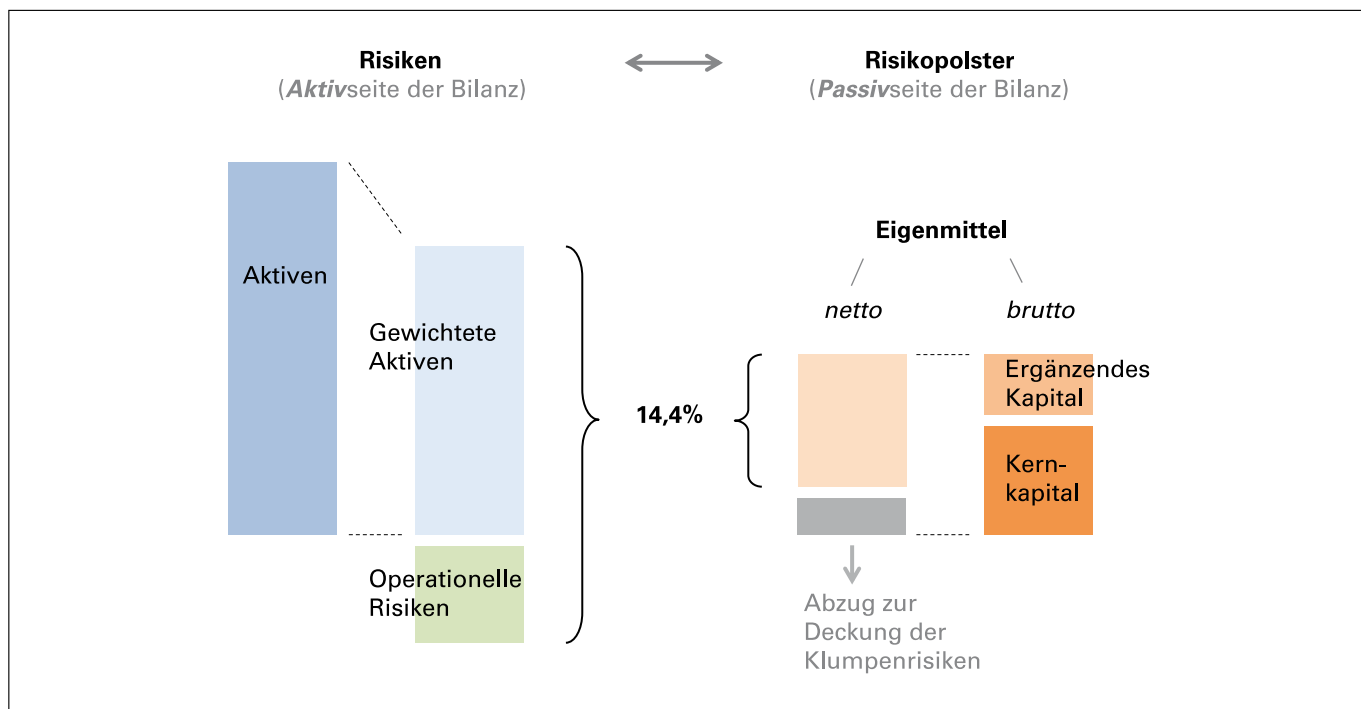 Risiken
(Aktivseite der Bilanz)
Risikopolster
(Passivseite der Bilanz)
Aktiven
Gewichtete
Aktiven
Operationelle
Risiken
14,4%
Eigenmittel
netto
brutto
Ergänzendes
Kapital
Kern-
kapital
Abzug zur
Deckung der
Klumpenrisiken